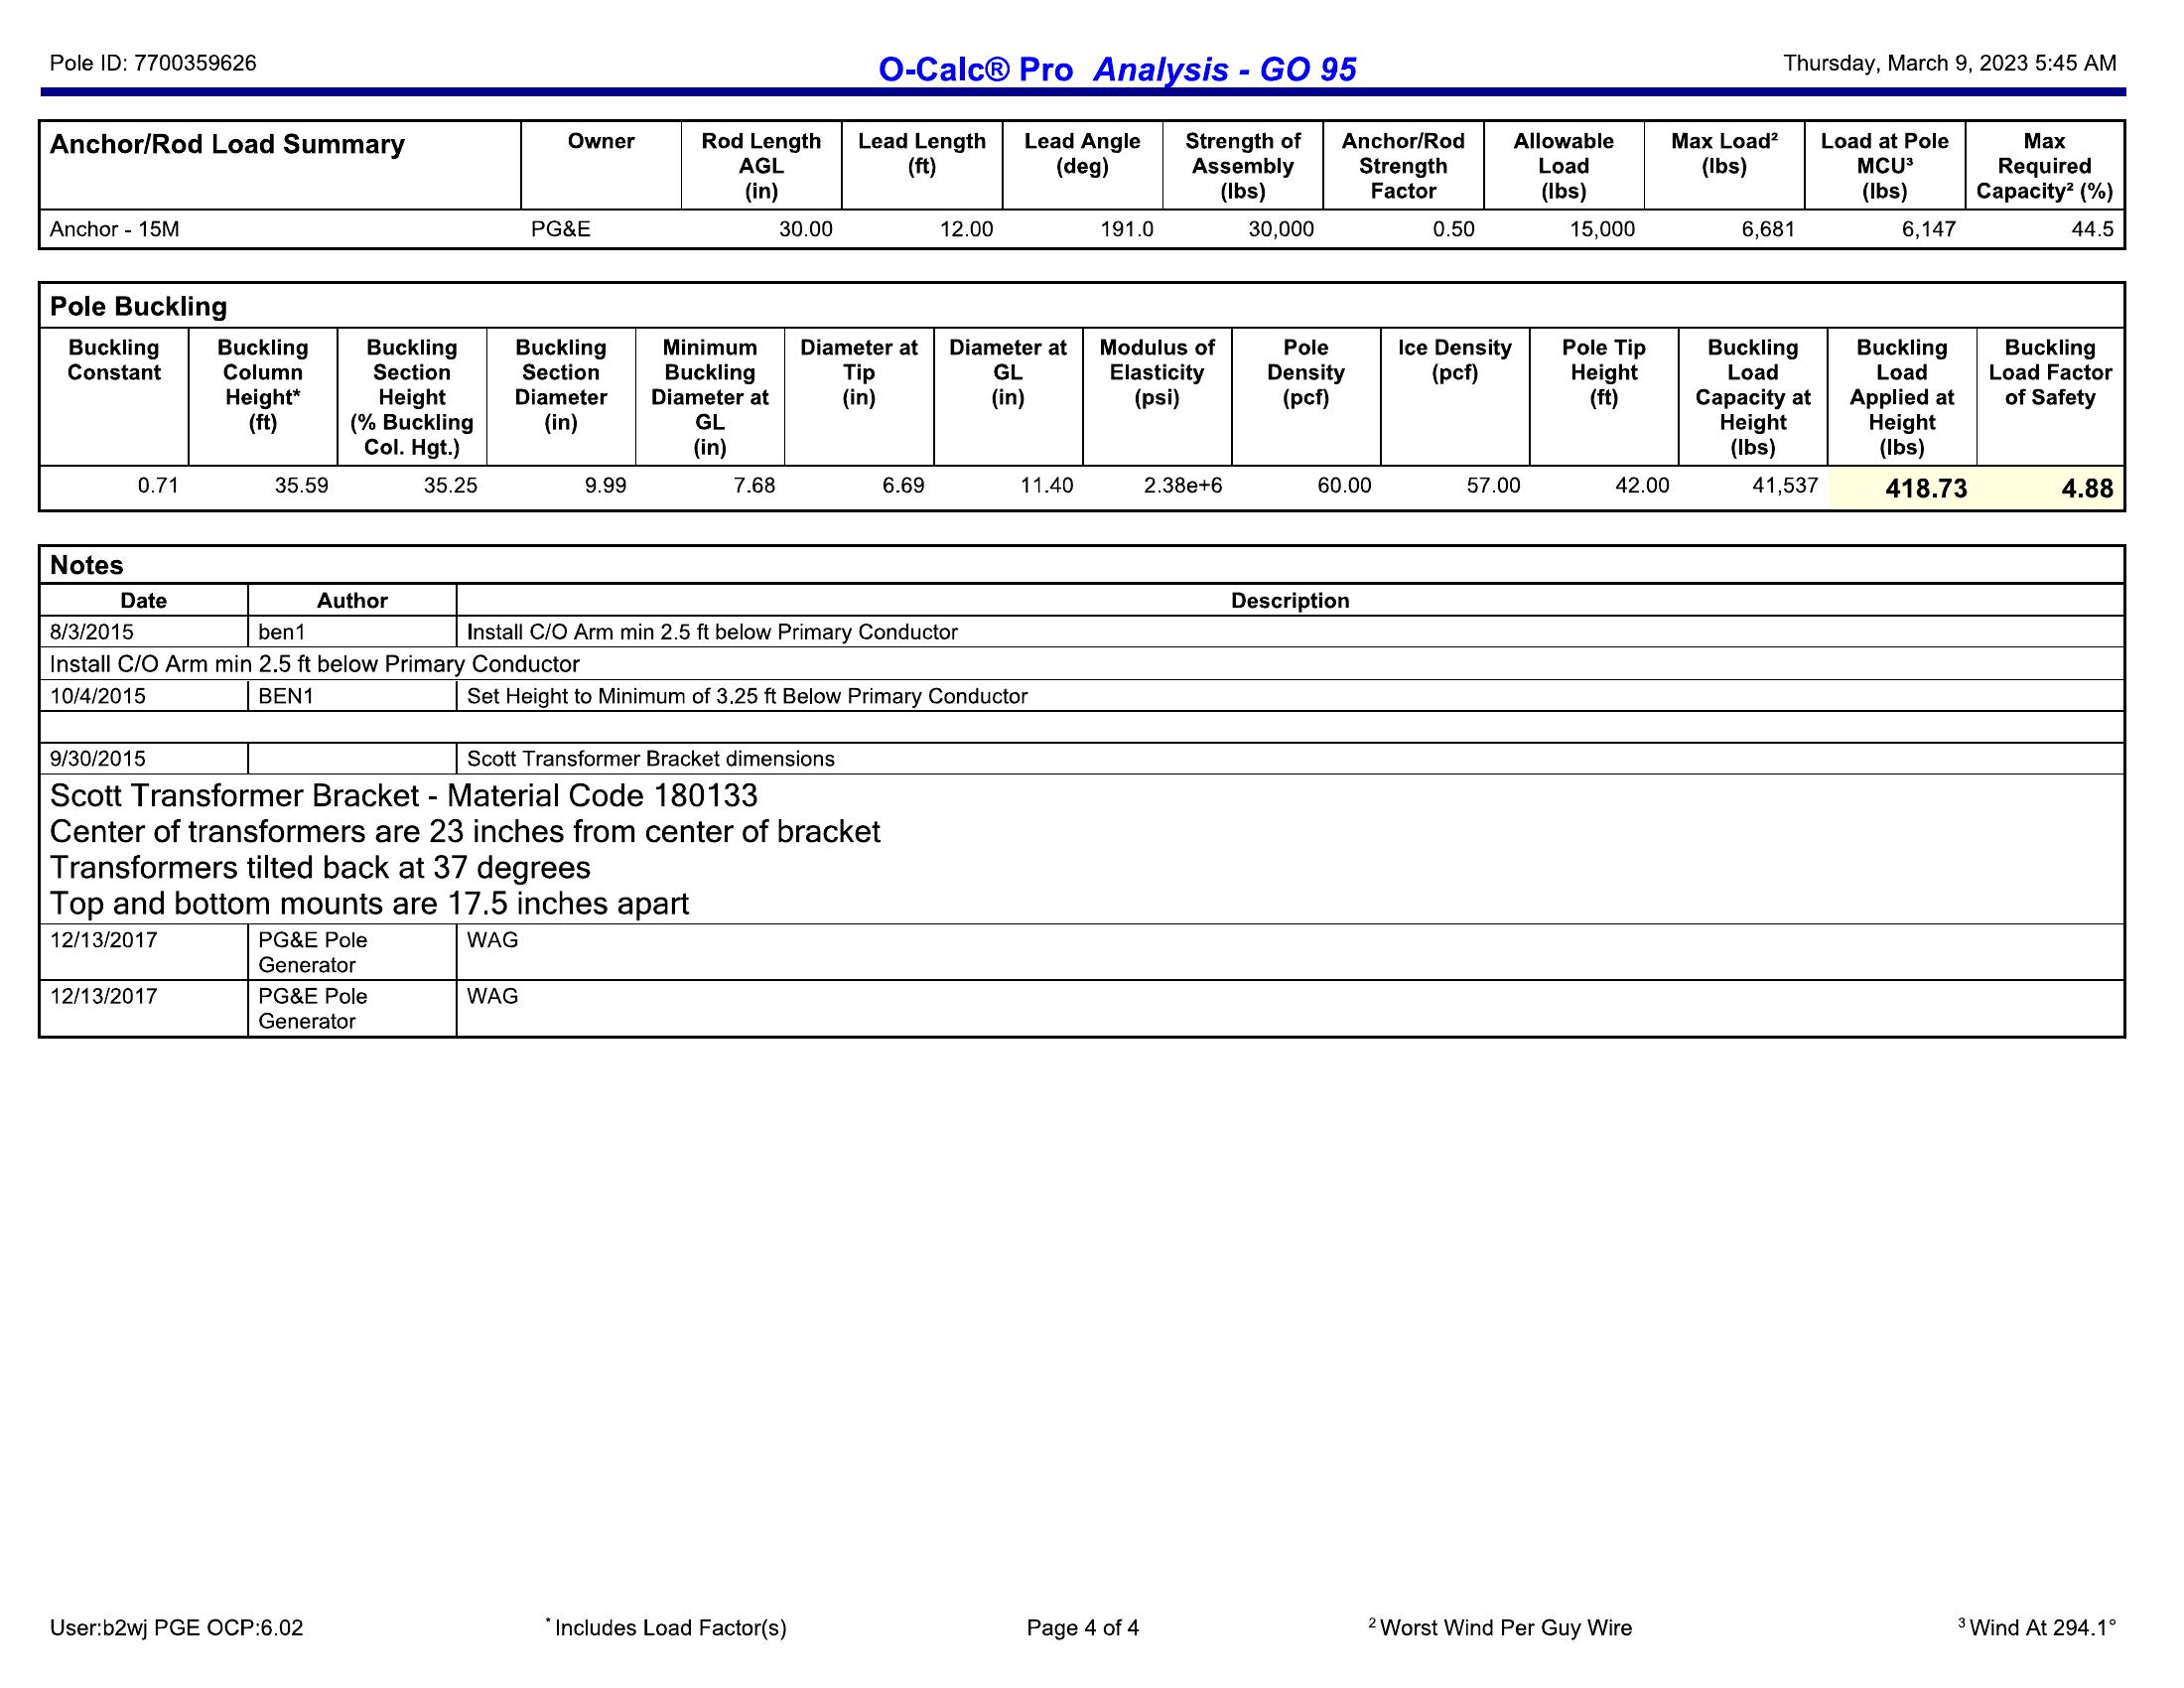 Pole ID: 7700359626
O-Calc® Pro Analysis - GO 95
Thursday, March 9, 2023 5:45 AM
Anchor/Rod Load Summary | Owner | Rod Length AGL (in) | Lead Length (ft) | Lead Angle (deg) | Strength of Assembly (lbs) | Anchor/Rod Strength Factor | Allowable Load (lbs) | Max Load² (lbs) | Load at Pole MCU³ (lbs) | Max Required Capacity² (%)
Anchor - 15M | PG&E | 30.00 | 12.00 | 191.0 | 30,000 | 0.50 | 15,000 | 6,681 | 6,147 | 44.5
Pole Buckling
Buckling Constant | Buckling Column Height* (ft) | Buckling Section Height (% Buckling Col. Hgt.) | Buckling Section Diameter (in) | Minimum Buckling Diameter at GL (in) | Diameter at Tip (in) | Diameter at GL (in) | Modulus of Elasticity (psi) | Pole Density (pcf) | Ice Density (pcf) | Pole Tip Height (ft) | Buckling Load Capacity at Height (lbs) | Buckling Load Applied at Height (lbs) | Buckling Load Factor of Safety
0.71 | 35.59 | 35.25 | 9.99 | 7.68 | 6.69 | 11.40 | 2.38e+6 | 60.00 | 57.00 | 42.00 | 41,537 | 418.73 | 4.88
Notes
Date | Author | Description
8/3/2015 | ben1 | Install C/O Arm min 2.5 ft below Primary Conductor
Install C/O Arm min 2.5 ft below Primary Conductor
10/4/2015 | BEN1 | Set Height to Minimum of 3.25 ft Below Primary Conductor
9/30/2015 | | Scott Transformer Bracket dimensions
Scott Transformer Bracket - Material Code 180133
Center of transformers are 23 inches from center of bracket
Transformers tilted back at 37 degrees
Top and bottom mounts are 17.5 inches apart
12/13/2017 | PG&E Pole Generator | WAG
12/13/2017 | PG&E Pole Generator | WAG
User:b2wj PGE OCP:6.02
* Includes Load Factor(s)
Page 4 of 4
² Worst Wind Per Guy Wire
³ Wind At 294.1°